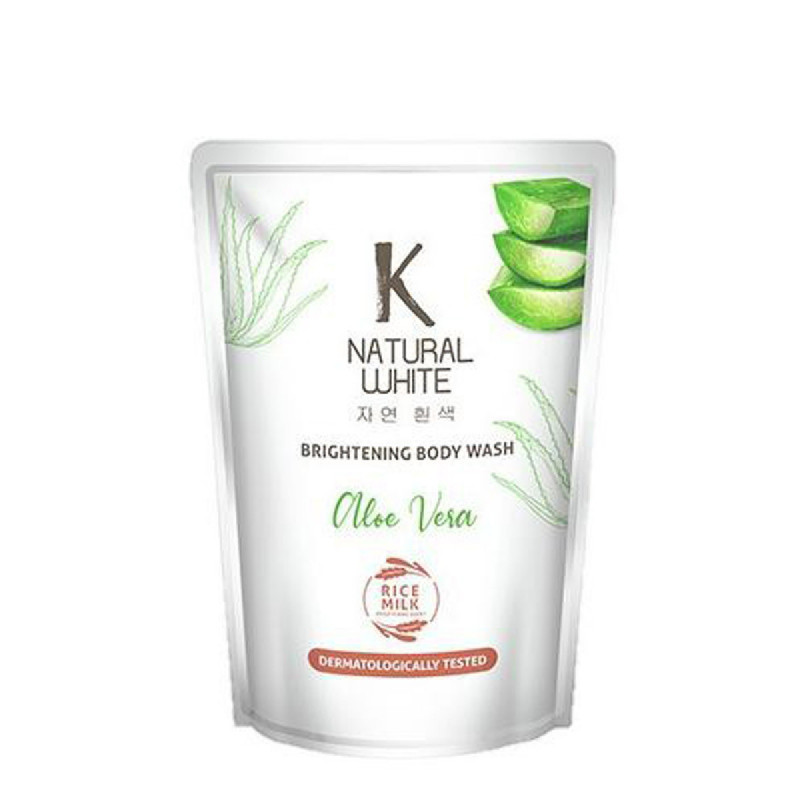 K
NATURAL
WHITE
자연 흰색
BRIGHTENING BODY WASH
Aloe Vera
RICE
MILK
DERMATOLOGICALLY TESTED